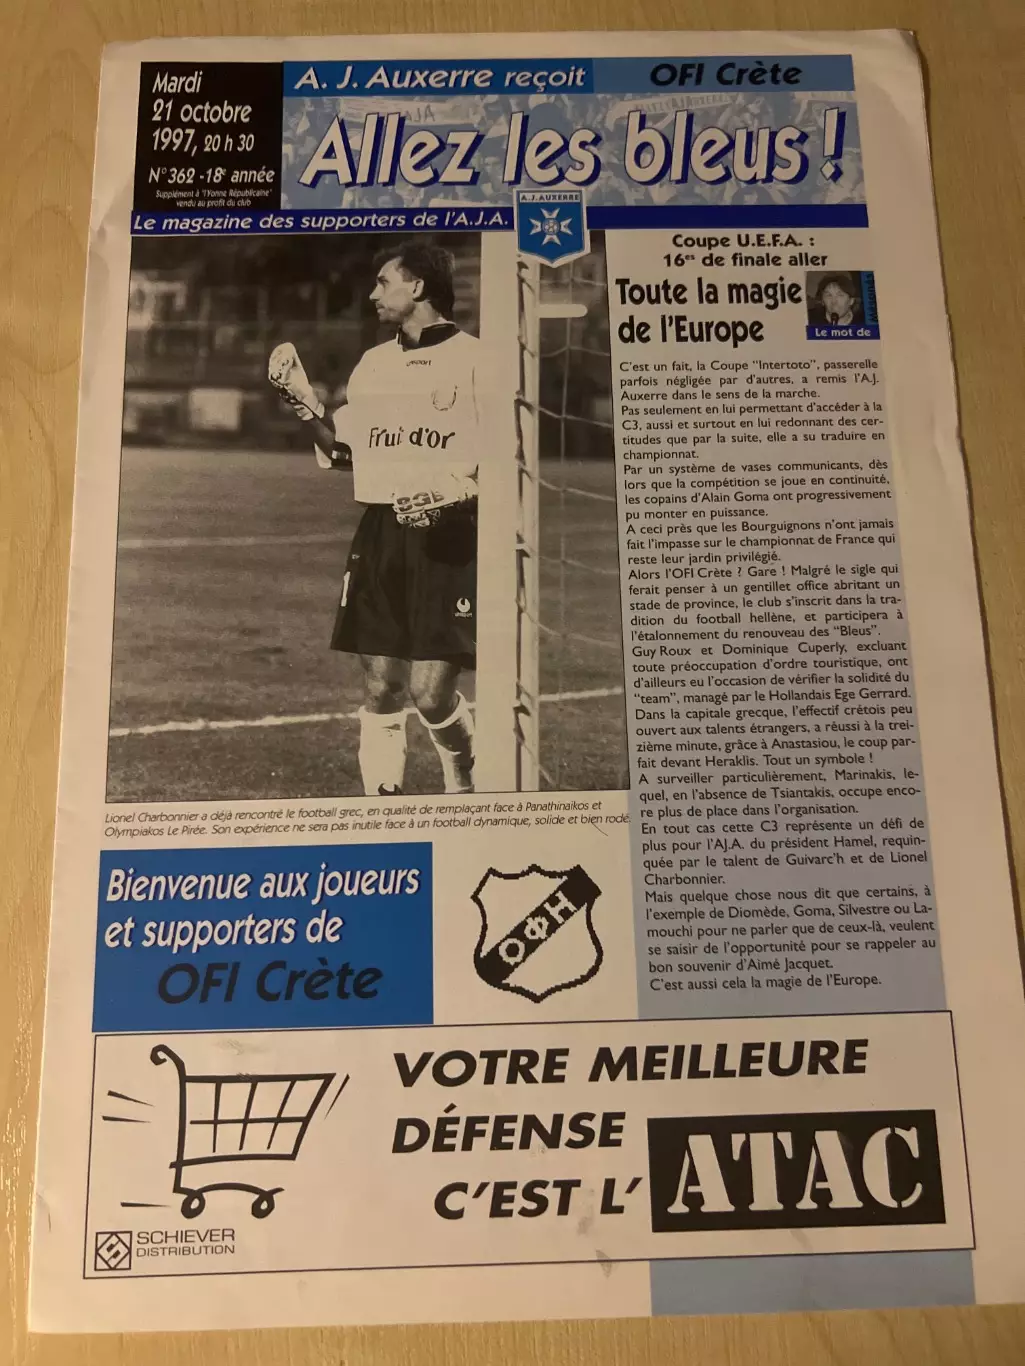 Mardi
21 octobre
1997, 20 h 30
N°362 - 18e année
Supplément à "l'Yonne Républicaine"
vendu au profit du club
A. J. Auxerre reçoit OFI Crète
Allez les bleus !
Le magazine des supporters de l'A.J.A.
A.J. AUXERRE
Coupe U.E.F.A. :
16es de finale aller
Toute la magie
de l'Europe
Le mot de
C'est un fait, la Coupe "Intertoto", passerelle
parfois négligée par d'autres, a remis l'A.J.
Auxerre dans le sens de la marche.
Pas seulement en lui permettant d'accéder à la
C3, aussi et surtout en lui redonnant des cer-
titudes que par la suite, elle a su traduire en
championnat.
Par un système de vases communicants, dès
lors que la compétition se joue en continuité,
les copains d'Alain Goma ont progressivement
pu monter en puissance.
A ceci près que les Bourguignons n'ont jamais
fait l'impasse sur le championnat de France qui
reste leur jardin privilégié.
Alors l'OFI Crète ? Gare ! Malgré le sigle qui
ferait penser à un gentillet office abritant un
stade de province, le club s'inscrit dans la tra-
dition du football hellène, et participera à
l'étalonnement du renouveau des "Bleus".
Guy Roux et Dominique Cuperly, excluant
toute préoccupation d'ordre touristique, ont
d'ailleurs eu l'occasion de vérifier la solidité du
"team", managé par le Hollandais Ege Gerrard.
Dans la capitale grecque, l'effectif crétois peu
ouvert aux talents étrangers, a réussi à la trei-
zième minute, grâce à Anastasiou, le coup par-
fait devant Heraklis. Tout un symbole !
A surveiller particulièrement, Marinakis, le-
quel, en l'absence de Tsiantakis, occupe enco-
re plus de place dans l'organisation.
En tout cas cette C3 représente un défi de
plus pour l'A.J.A. du président Hamel, requin-
quée par le talent de Guivarc'h et de Lionel
Charbonnier.
Mais quelque chose nous dit que certains, à
l'exemple de Diomède, Goma, Silvestre ou La-
mouchi pour ne parler que de ceux-là, veulent
se saisir de l'opportunité pour se rappeler au
bon souvenir d'Aimé Jacquet.
C'est aussi cela la magie de l'Europe.
uhlsport
Fruit d'or
uhlsport
Lionel Charbonnier a déjà rencontré le football grec, en qualité de remplaçant face à Panathinaikos et
Olympiakos Le Pirée. Son expérience ne sera pas inutile face à un football dynamique, solide et bien rodé.
Bienvenue aux joueurs
et supporters de
OFI Crète
ΟΦΗ
VOTRE MEILLEURE
DÉFENSE
C'EST L'ATAC
SCHIEVER
DISTRIBUTION